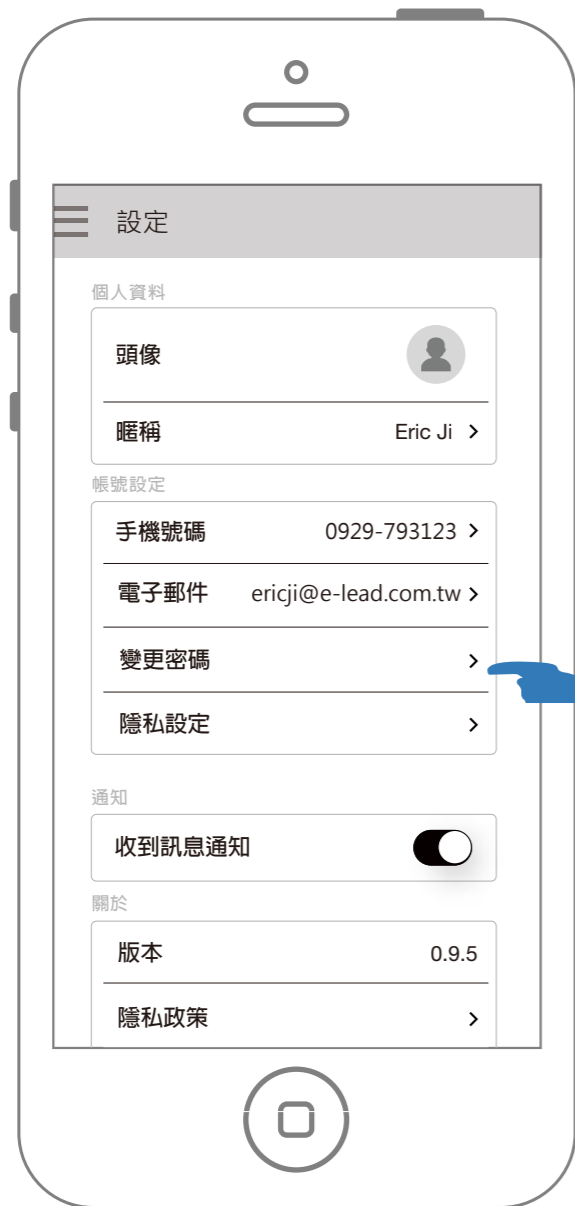 設定
個人資料
頭像
暱稱 Eric Ji >
帳號設定
手機號碼 0929-793123 >
電子郵件 ericji@e-lead.com.tw >
變更密碼 >
隱私設定 >
通知
收到訊息通知
關於
版本 0.9.5
隱私政策 >